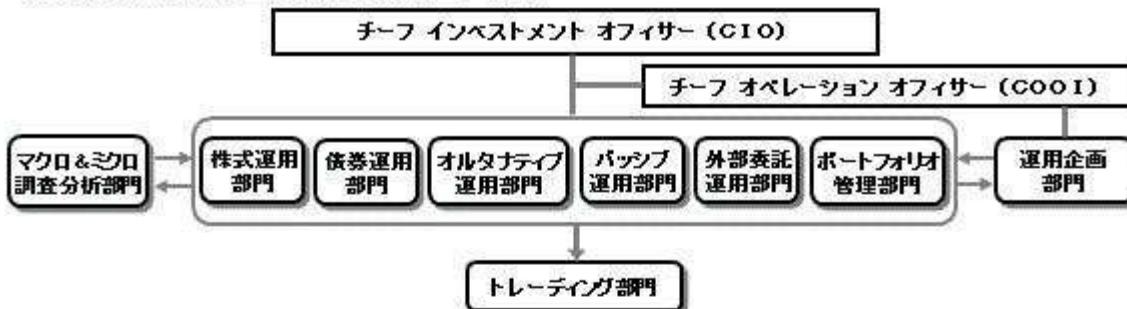 チーフ インベストメント オフィサー (CIO)
チーフ オペレーション オフィサー (COOI)
マクロ&ミクロ
調査分析部門
株式運用
部門
債券運用
部門
オルタナティブ
運用部門
パッシブ
運用部門
外部委託
運用部門
ポートフォリオ
管理部門
運用企画
部門
トレーディング部門